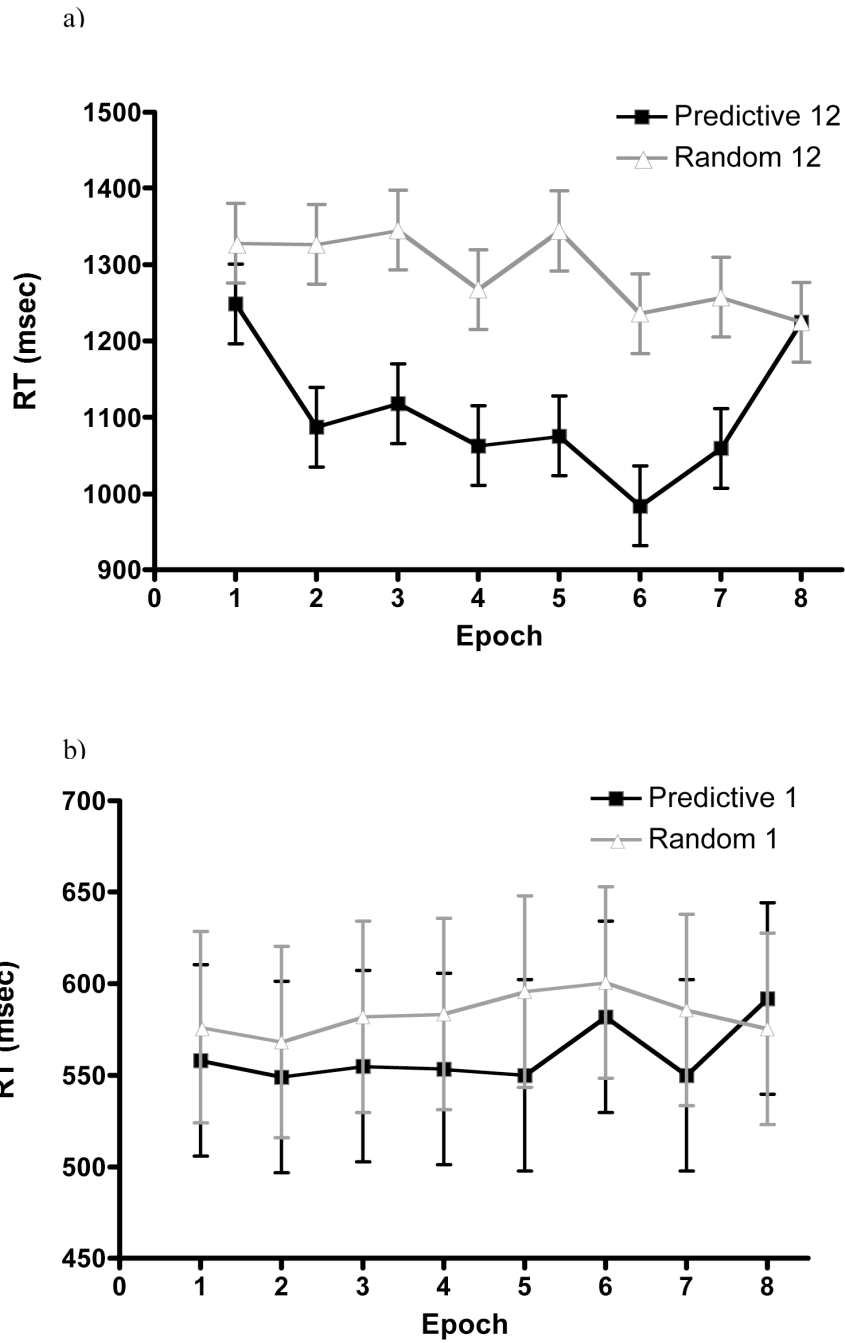 a)
1500
Predictive 12
Random 12
1400
1300
1200
1100
1000
900
0 1 2 3 4 5 6 7 8
RT (msec)
Epoch
b)
700
Predictive 1
Random 1
650
600
550
500
450
0 1 2 3 4 5 6 7 8
RT (msec)
Epoch